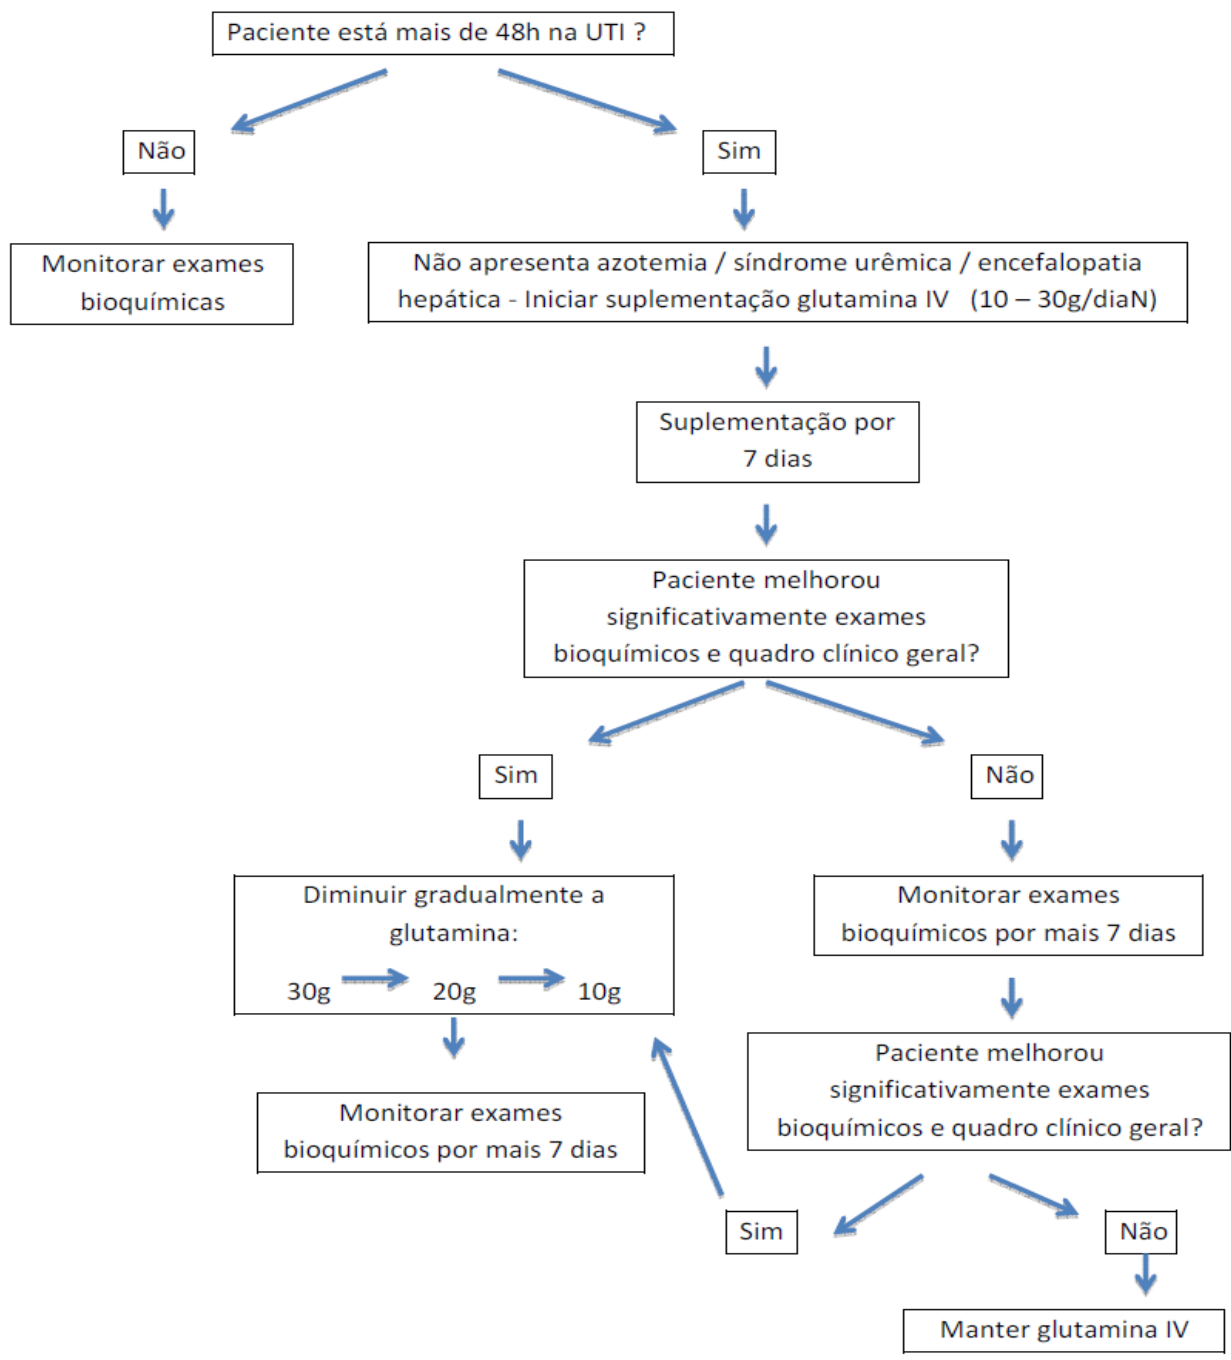 Paciente está mais de 48h na UTI ?
Não
Sim
Monitorar exames
bioquímicas
Não apresenta azotemia / síndrome urêmica / encefalopatia
hepática - Iniciar suplementação glutamina IV (10 – 30g/diaN)
Suplementação por
7 dias
Paciente melhorou
significativamente exames
bioquímicos e quadro clínico geral?
Sim
Não
Diminuir gradualmente a
glutamina:
30g 20g 10g
Monitorar exames
bioquímicos por mais 7 dias
Monitorar exames
bioquímicos por mais 7 dias
Paciente melhorou
significativamente exames
bioquímicos e quadro clínico geral?
Sim
Não
Manter glutamina IV